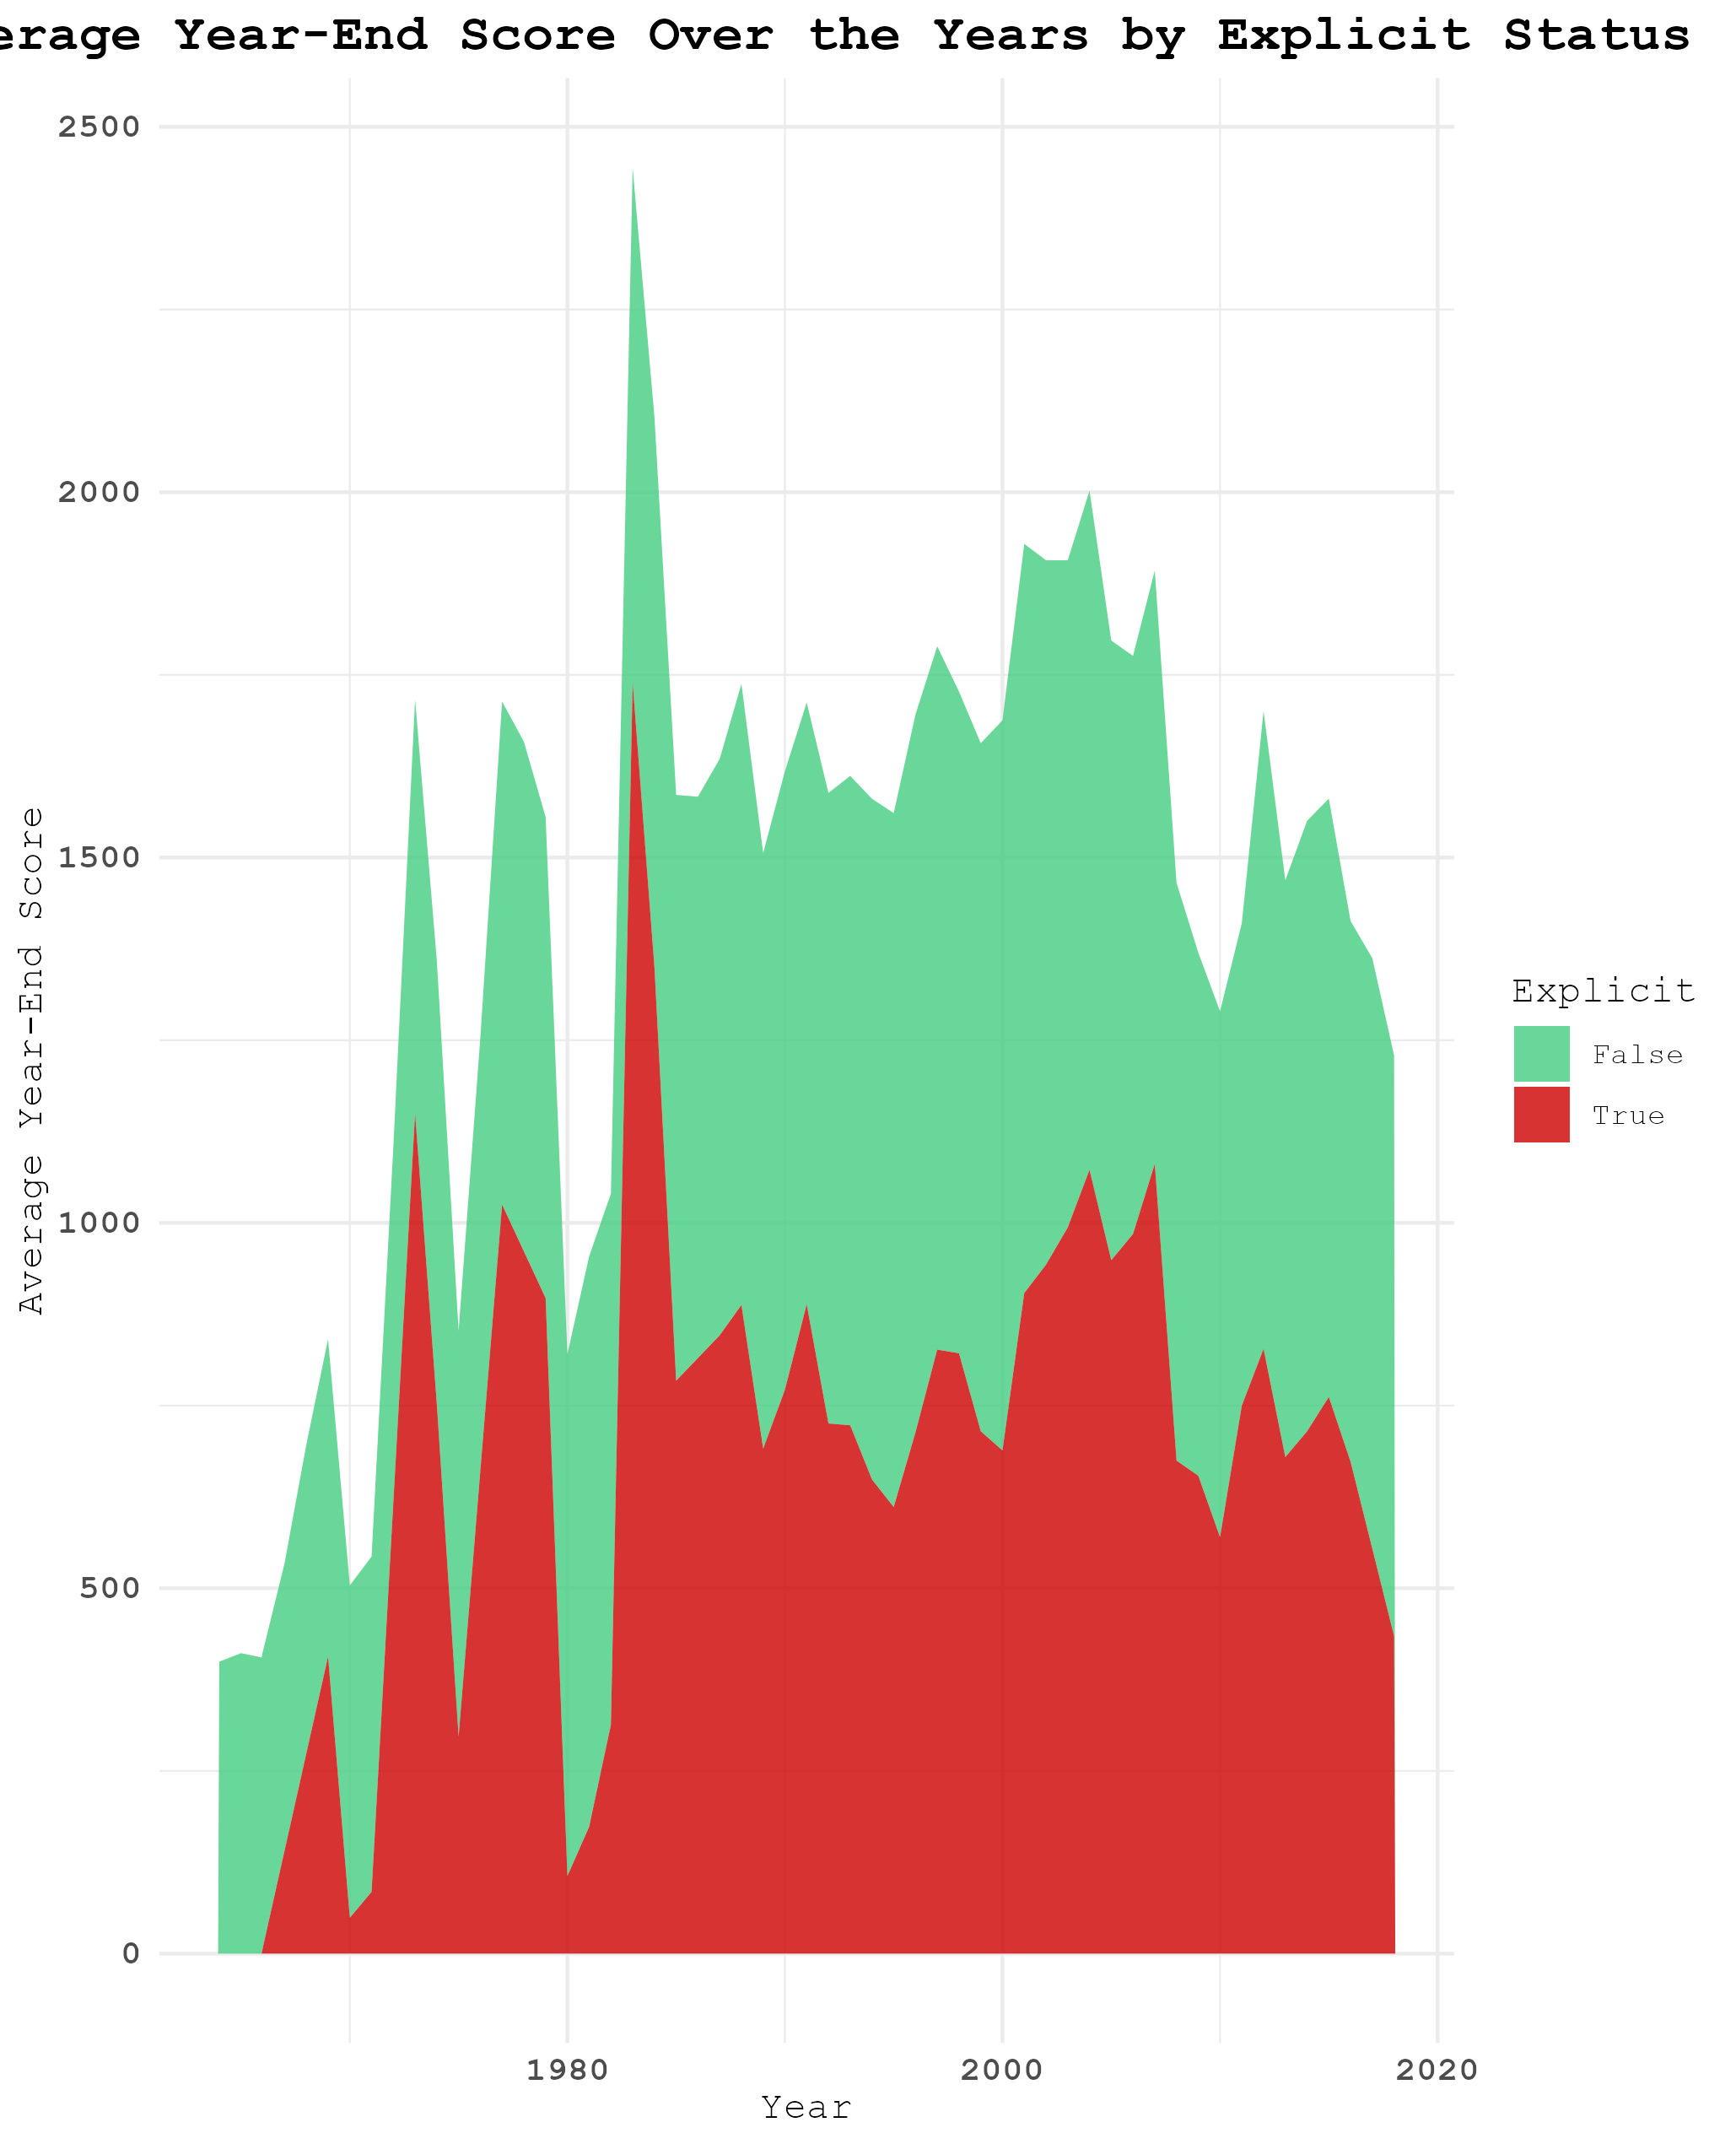 erage Year-End Score Over the Years by Explicit Status
2500
2000
1500
1000
500
0
Average Year-End Score
1980
2000
2020
Year
Explicit
False
True